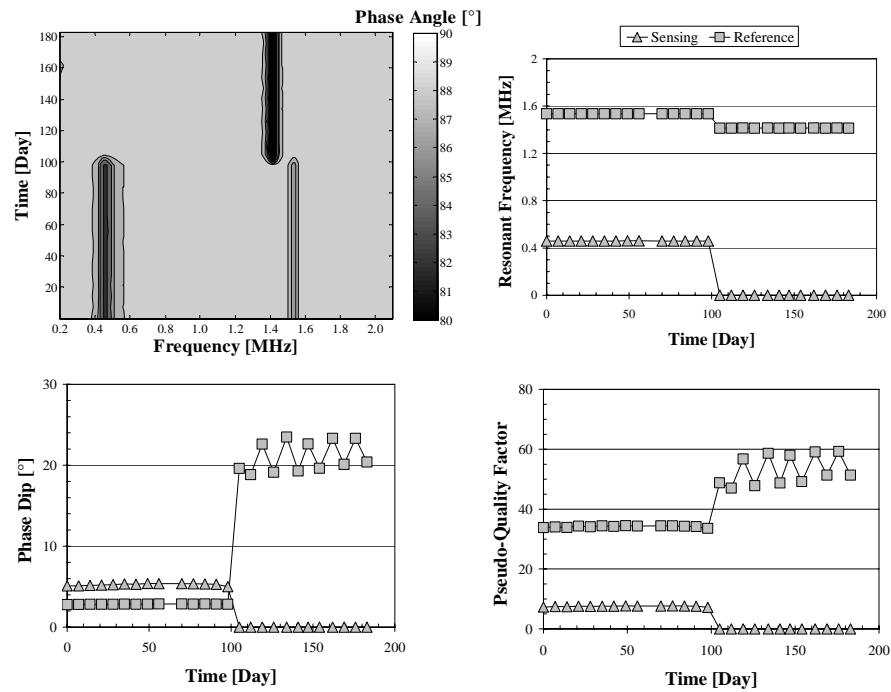 Phase Angle [°]
180
160
140
120
100
80
60
40
20
0.2 0.4 0.6 0.8 1.0 1.2 1.4 1.6 1.8 2.0
Time [Day]
Frequency [MHz]
90
89
88
87
86
85
84
83
82
81
80
Sensing Reference
2
1.6
1.2
0.8
0.4
0
0 50 100 150 200
Resonant Frequency [MHz]
Time [Day]
30
20
10
0
0 50 100 150 200
Phase Dip [°]
Time [Day]
80
60
40
20
0
0 50 100 150 200
Pseudo-Quality Factor
Time [Day]